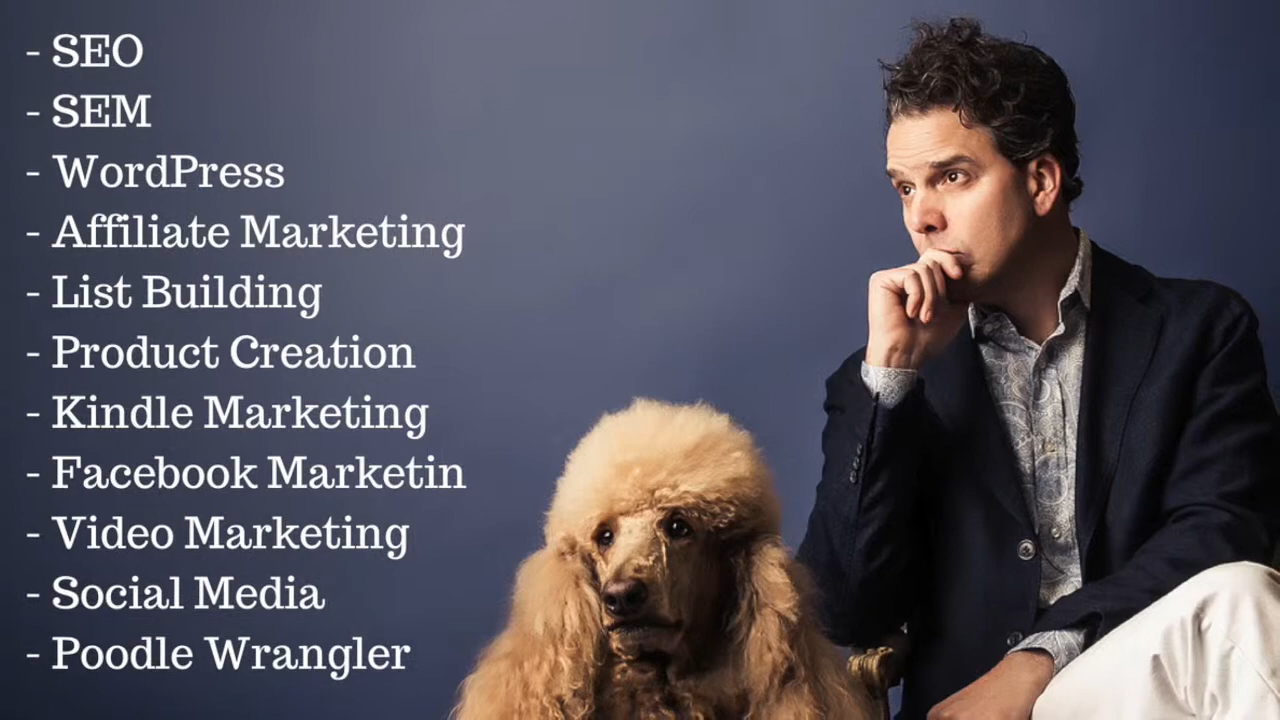 - SEO
- SEM
- WordPress
- Affiliate Marketing
- List Building
- Product Creation
- Kindle Marketing
- Facebook Marketin
- Video Marketing
- Social Media
- Poodle Wrangler